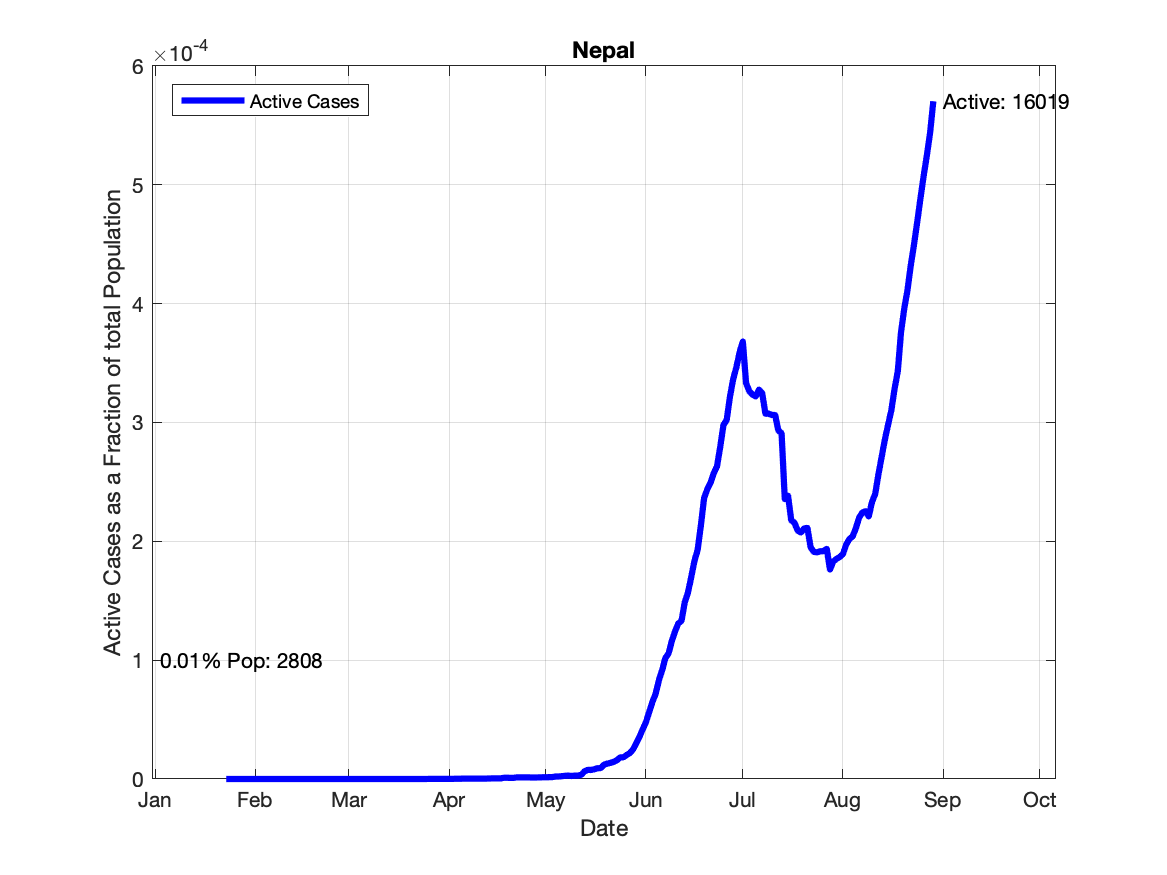 Nepal
×10-4
Active Cases
Active: 16019
0.01% Pop: 2808
Active Cases as a Fraction of total Population
6
5
4
3
2
1
0
Jan Feb Mar Apr May Jun Jul Aug Sep Oct
Date